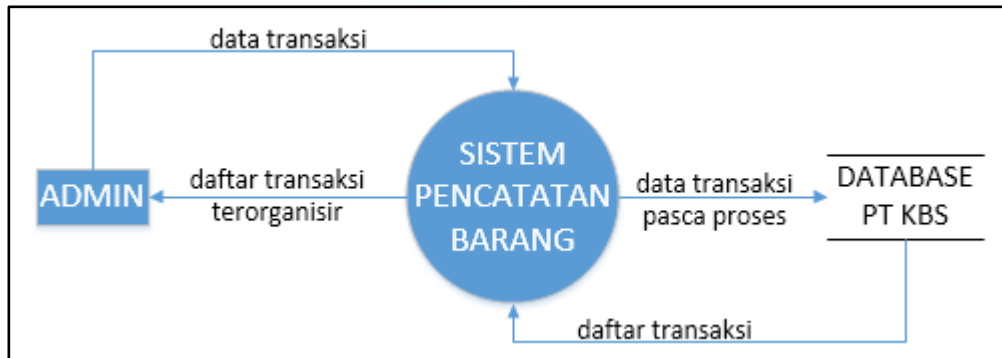 data transaksi
ADMIN
daftar transaksi
terorganisir
SISTEM
PENCATATAN
BARANG
data transaksi
pasca proses
DATABASE
PT KBS
daftar transaksi